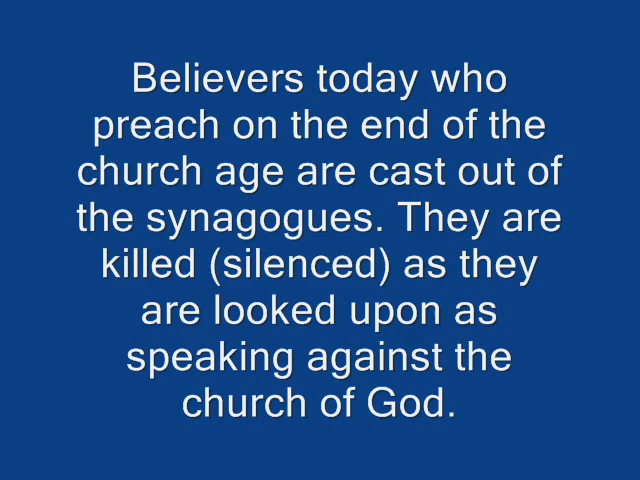 Believers today who
preach on the end of the
church age are cast out of
the synagogues. They are
killed (silenced) as they
are looked upon as
speaking against the
church of God.